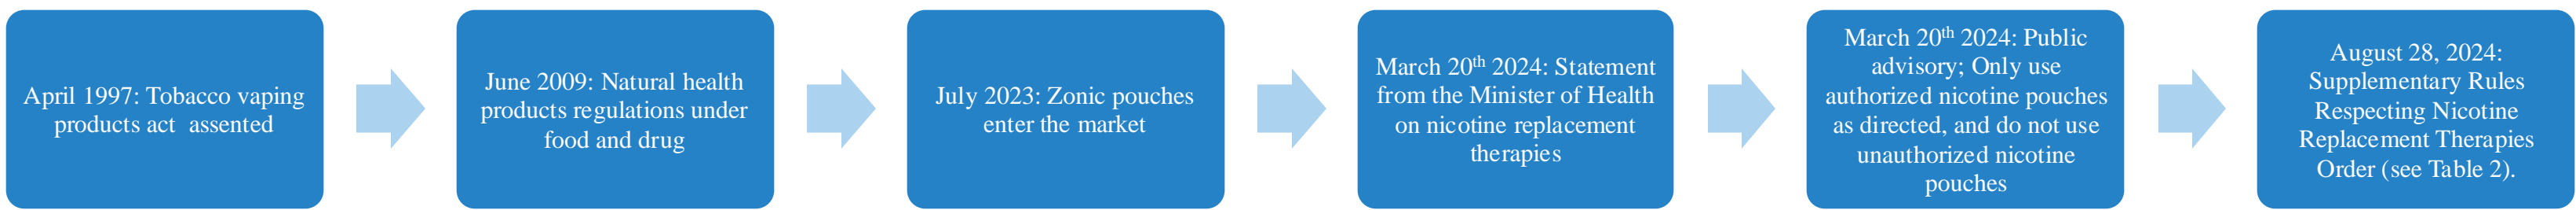 April 1997: Tobacco vaping
products act assented
June 2009: Natural health
products regulations under
food and drug
July 2023: Zonic pouches
enter the market
March 20th 2024: Statement
from the Minister of Health
on nicotine replacement
therapies
March 20th 2024: Public
advisory; Only use
authorized nicotine pouches
as directed, and do not use
unauthorized nicotine
pouches
August 28, 2024:
Supplementary Rules
Respecting Nicotine
Replacement Therapies
Order (see Table 2).